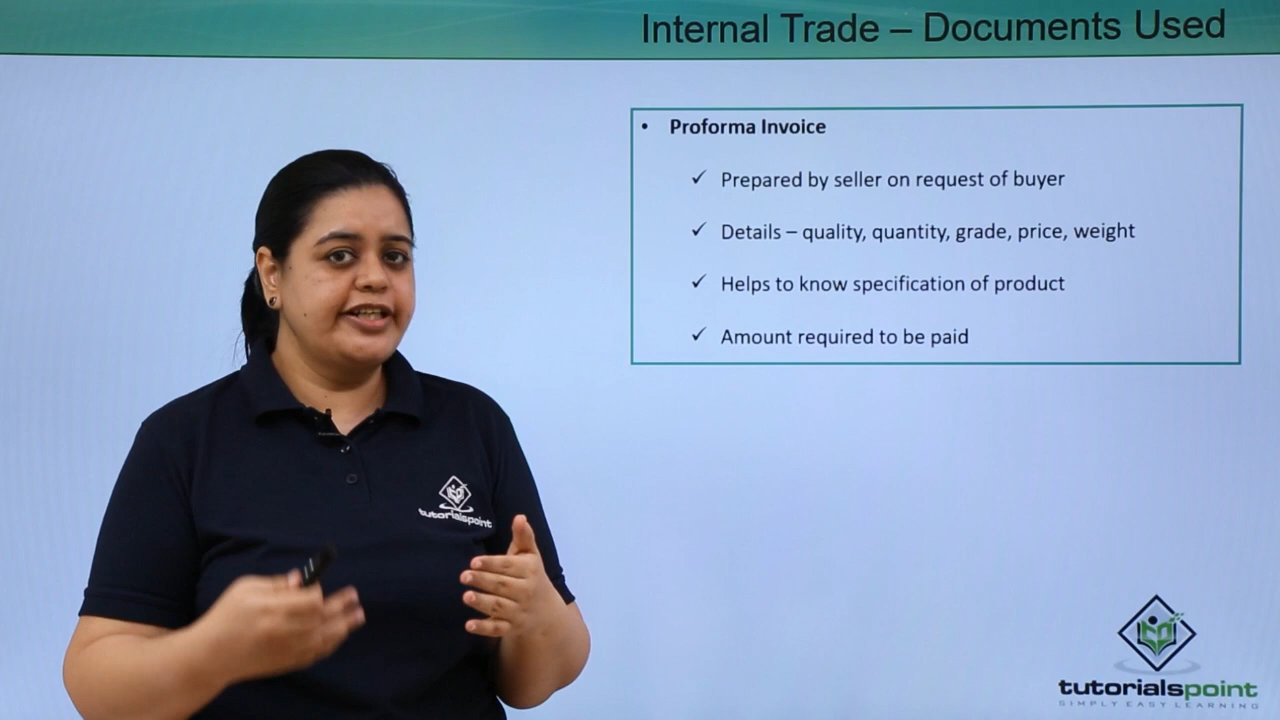 Internal Trade – Documents Used
• Proforma Invoice
✓ Prepared by seller on request of buyer
✓ Details – quality, quantity, grade, price, weight
✓ Helps to know specification of product
✓ Amount required to be paid
tutorialspoint
tutorialspoint
SIMPLY EASY LEARNING